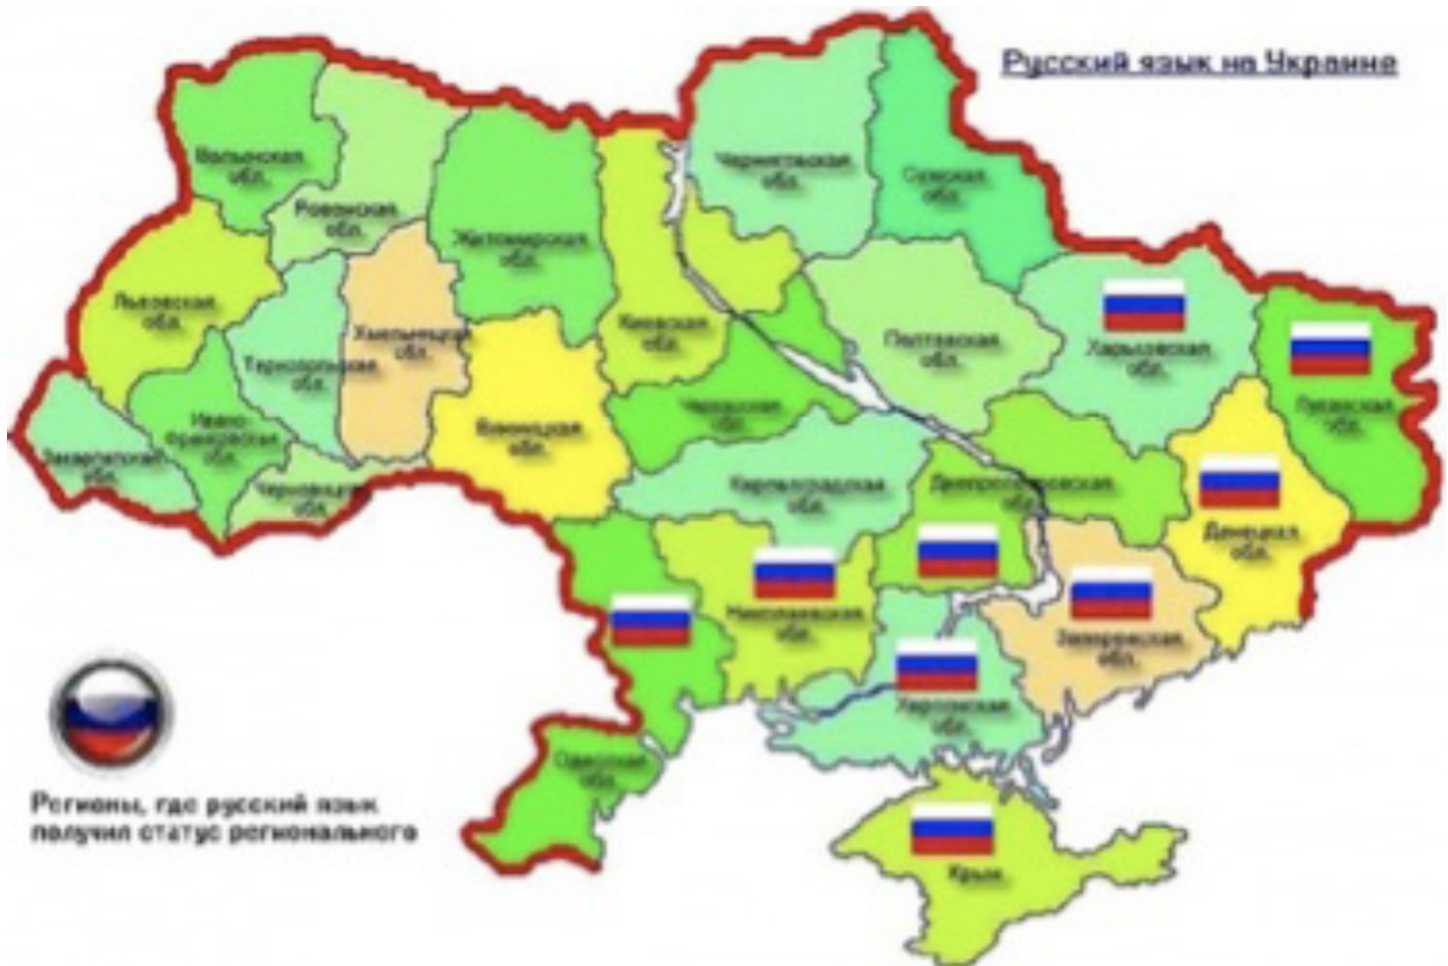 Русский язык на Украине
Волынская
обл.
Ровенская
обл.
Житомирская
обл.
Черниговская
обл.
Сумская
обл.
Львовская
обл.
Тернопольская
обл.
Хмельницкая
обл.
Киевская
обл.
Полтавская
обл.
Харьковская
обл.
Луганская
обл.
Закарпатская
обл.
Ивано-
Франковская
обл.
Черновицкая
обл.
Винницкая
обл.
Черкасская
обл.
Кировоградская
обл.
Днепропетровская
обл.
Донецкая
обл.
Николаевская
обл.
Запорожская
обл.
Херсонская
обл.
Одесская
обл.
Крым
Регионы, где русский язык
получил статус регионального